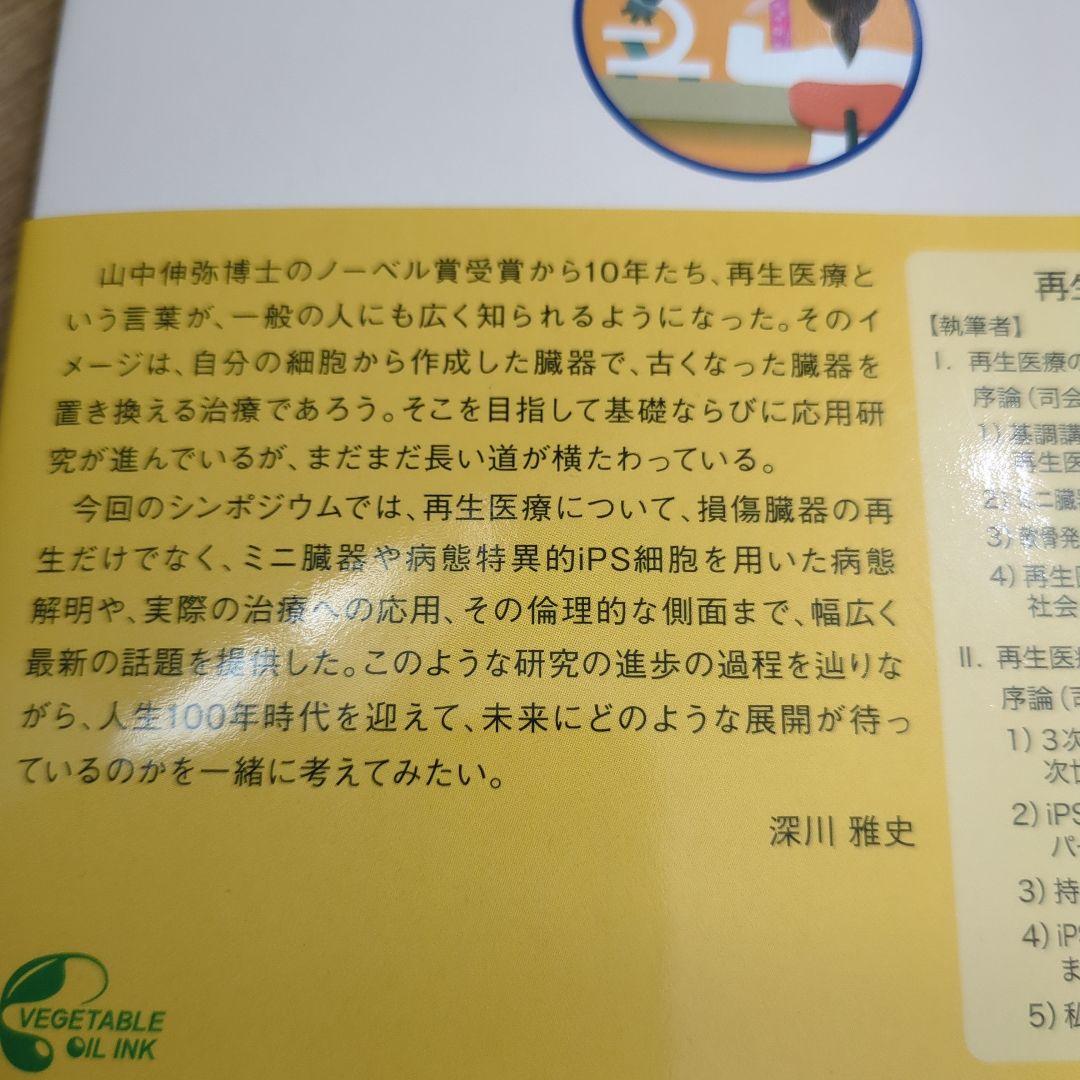 山中伸弥博士のノーベル賞受賞から10年たち、再生医療と
いう言葉が、一般の人にも広く知られるようになった。そのイ
メージは、自分の細胞から作成した臓器で、古くなった臓器を
置き換える治療であろう。そこを目指して基礎ならびに応用研
究が進んでいるが、まだまだ長い道が横たわっている。
今回のシンポジウムでは、再生医療について、損傷臓器の再
生だけでなく、ミニ臓器や病態特異的iPS細胞を用いた病態
解明や、実際の治療への応用、その倫理的な側面まで、幅広く
最新の話題を提供した。このような研究の進歩の過程を辿りな
がら、人生100年時代を迎えて、未来にどのような展開が待っ
ているのかを一緒に考えてみたい。
深川 雅史
VEGETABLE
OIL INK
再生
【執筆者】
I. 再生医療の
序論（司会
1）基調講
再生医
2）ミニ臓
3）軟骨発
4）再生医
社会
II. 再生医療
序論（司
1）3次
次世
2）iPS
パー
3）持
4）iPS
ま
5）私